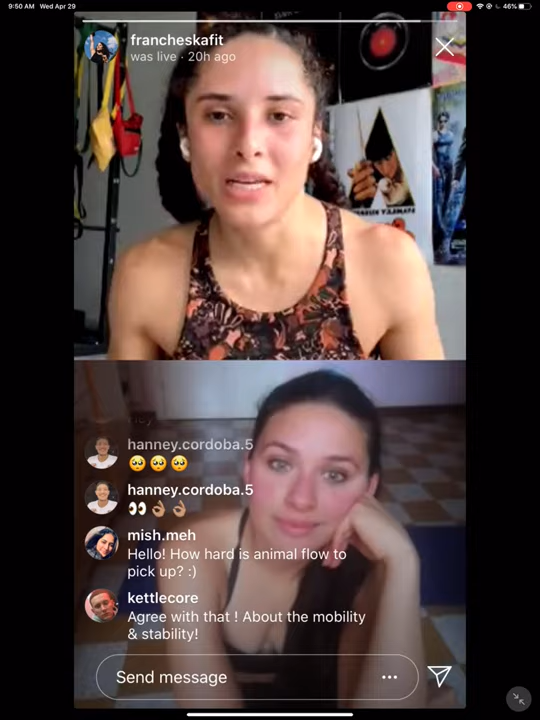 9:50 AM Wed Apr 29
46%
francheskafit
was live · 20h ago
hanney.cordoba.5
🥺 🥺 🥺
hanney.cordoba.5
👀 👌🏽 👌🏽
mish.meh
Hello! How hard is animal flow to
pick up? :)
kettlecore
Agree with that ! About the mobility
& stability!
Send message